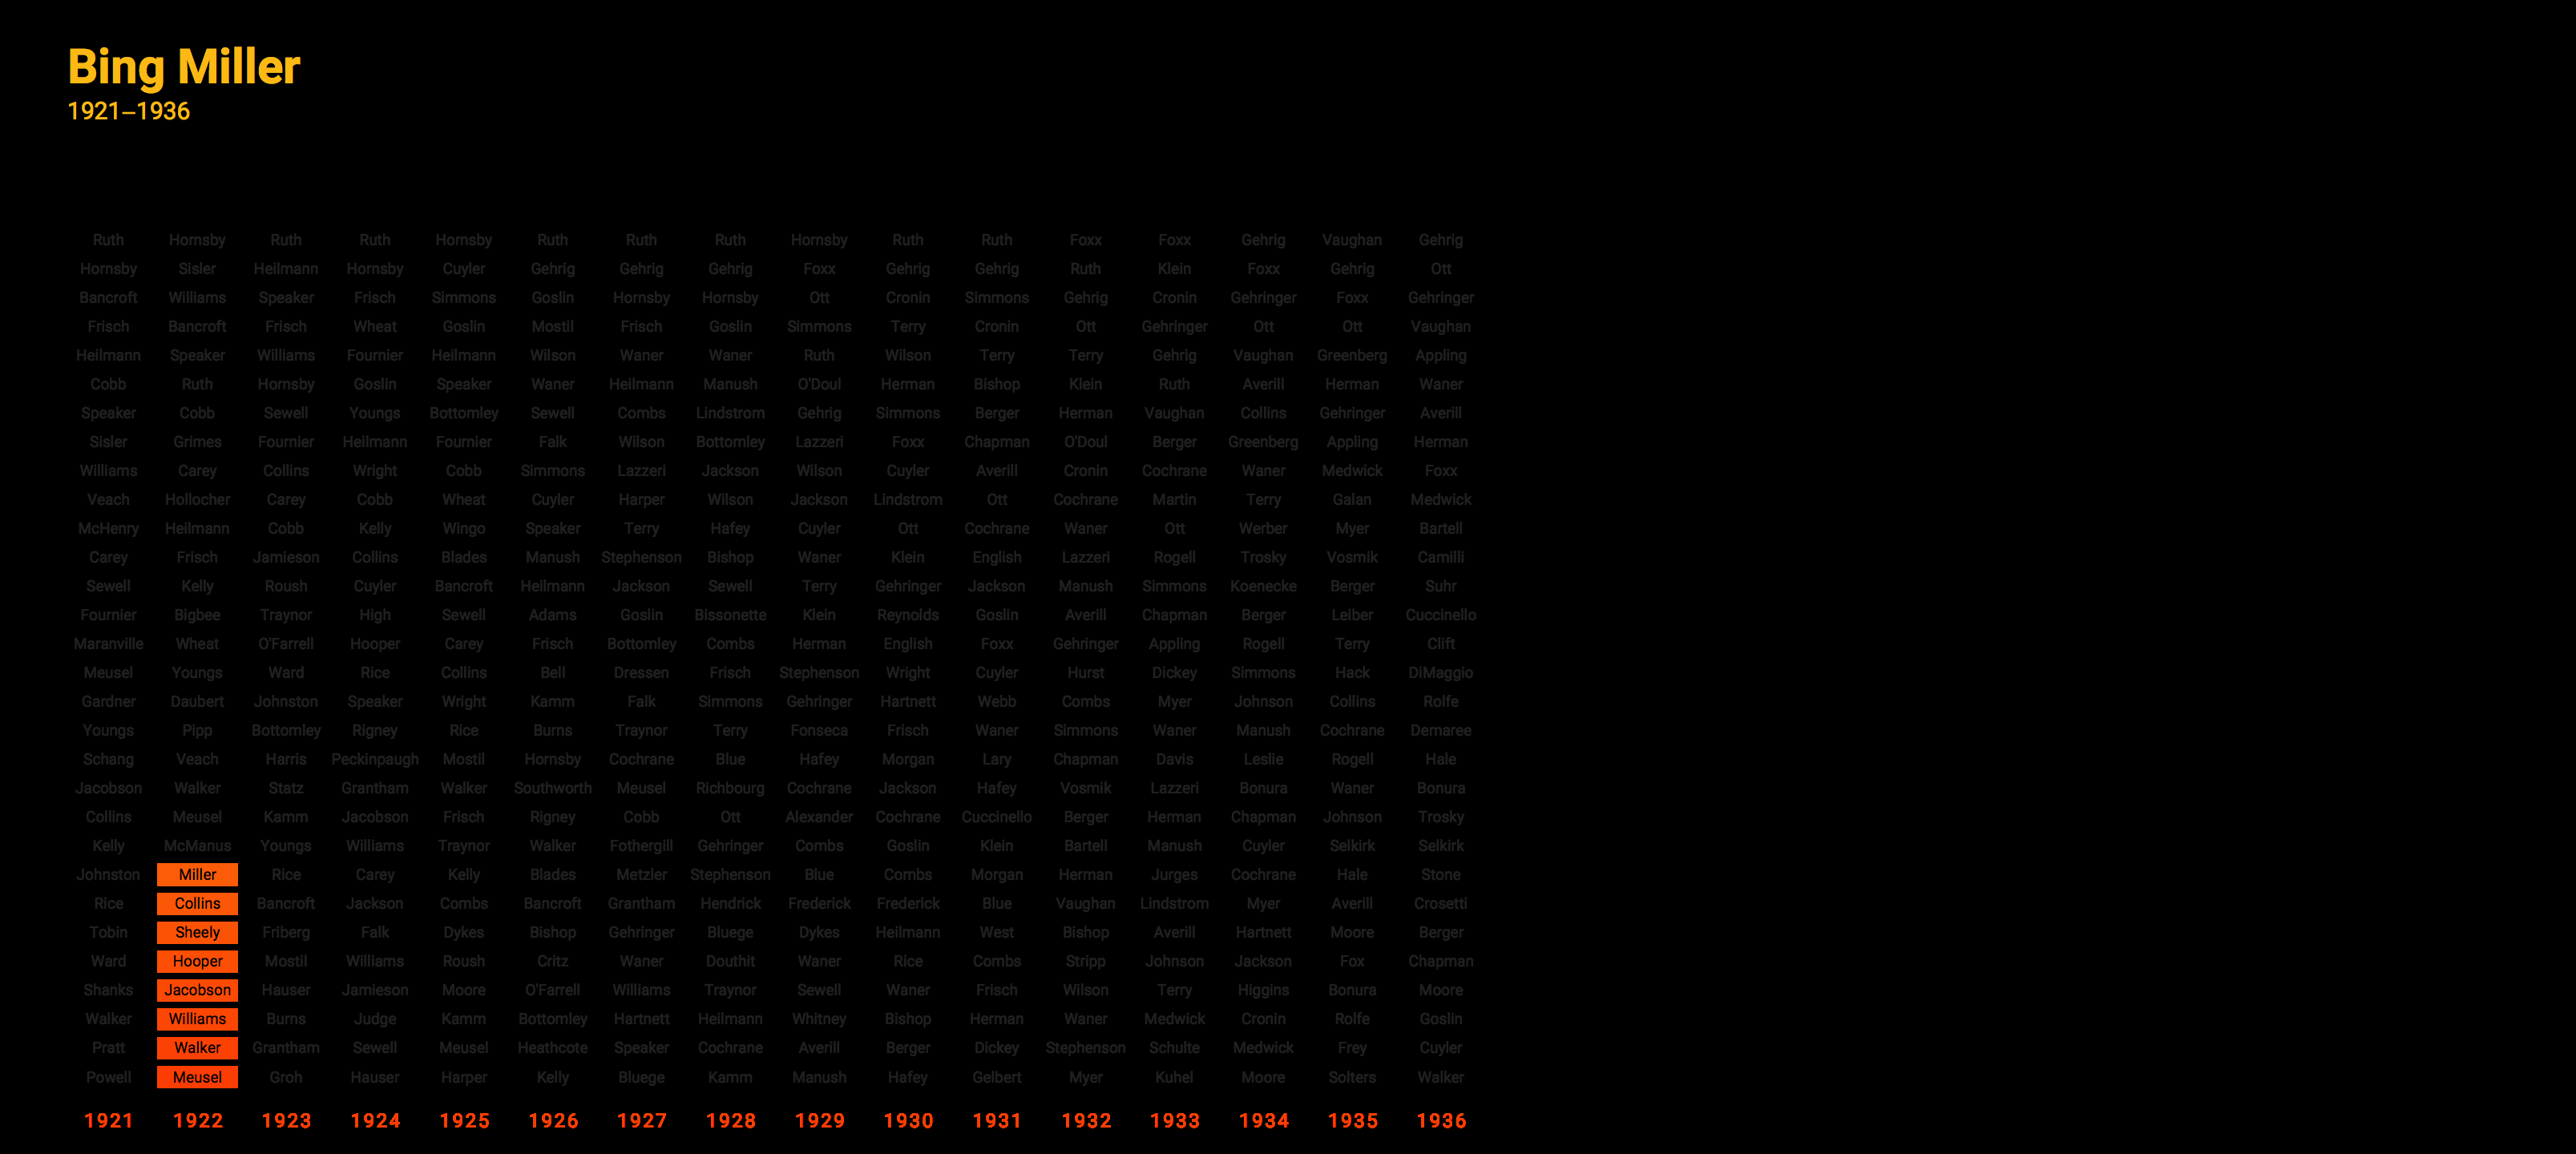 Bing Miller
1921–1936
Ruth Hornsby Ruth Ruth Hornsby Ruth Ruth Ruth Hornsby Ruth Ruth Foxx Foxx Gehrig Vaughan Gehrig
Hornsby Sisler Heilmann Hornsby Cuyler Gehrig Gehrig Gehrig Foxx Gehrig Gehrig Ruth Klein Foxx Gehrig Ott
Bancroft Williams Speaker Frisch Simmons Goslin Hornsby Hornsby Ott Cronin Simmons Gehrig Cronin Gehringer Foxx Gehringer
Frisch Bancroft Frisch Wheat Goslin Mostil Frisch Goslin Simmons Terry Cronin Ott Gehringer Ott Ott Vaughan
Heilmann Speaker Williams Fournier Heilmann Wilson Waner Waner Ruth Wilson Terry Terry Gehrig Vaughan Greenberg Appling
Cobb Ruth Hornsby Goslin Speaker Waner Heilmann Manush O'Doul Herman Bishop Klein Ruth Averill Herman Waner
Speaker Cobb Sewell Youngs Bottomley Sewell Combs Lindstrom Gehrig Simmons Berger Herman Vaughan Collins Gehringer Averill
Sisler Grimes Fournier Heilmann Fournier Falk Wilson Bottomley Lazzeri Foxx Chapman O'Doul Berger Greenberg Appling Herman
Williams Carey Collins Wright Cobb Simmons Lazzeri Jackson Wilson Cuyler Averill Cronin Cochrane Waner Medwick Foxx
Veach Hollocher Carey Cobb Wheat Cuyler Harper Wilson Jackson Lindstrom Ott Cochrane Martin Terry Galan Medwick
McHenry Heilmann Cobb Kelly Wingo Speaker Terry Hafey Cuyler Ott Cochrane Waner Ott Werber Myer Bartell
Carey Frisch Jamieson Collins Blades Manush Stephenson Bishop Waner Klein English Lazzeri Rogell Trosky Vosmik Camilli
Sewell Kelly Roush Cuyler Bancroft Heilmann Jackson Sewell Terry Gehringer Jackson Manush Simmons Koenecke Berger Suhr
Fournier Bigbee Traynor High Sewell Adams Goslin Bissonette Klein Reynolds Goslin Averill Chapman Berger Leiber Cuccinello
Maranville Wheat O'Farrell Hooper Carey Frisch Bottomley Combs Herman English Foxx Gehringer Appling Rogell Terry Clift
Meusel Youngs Ward Rice Collins Bell Dressen Frisch Stephenson Wright Cuyler Hurst Dickey Simmons Hack DiMaggio
Gardner Daubert Johnston Speaker Wright Kamm Falk Simmons Gehringer Hartnett Webb Combs Myer Johnson Collins Rolfe
Youngs Pipp Bottomley Rigney Rice Burns Traynor Terry Fonseca Frisch Waner Simmons Waner Manush Cochrane Demaree
Schang Veach Harris Peckinpaugh Mostil Hornsby Cochrane Blue Hafey Morgan Lary Chapman Davis Leslie Rogell Hale
Jacobson Walker Statz Grantham Walker Southworth Meusel Richbourg Cochrane Jackson Hafey Vosmik Lazzeri Bonura Waner Bonura
Collins Meusel Kamm Jacobson Frisch Rigney Cobb Ott Alexander Cochrane Cuccinello Berger Herman Chapman Johnson Trosky
Kelly McManus Youngs Williams Traynor Walker Fothergill Gehringer Combs Goslin Klein Bartell Manush Cuyler Selkirk Selkirk
Johnston Miller Rice Carey Kelly Blades Metzler Stephenson Blue Combs Morgan Herman Jurges Cochrane Hale Stone
Rice Collins Bancroft Jackson Combs Bancroft Grantham Hendrick Frederick Frederick Blue Vaughan Lindstrom Myer Averill Crosetti
Tobin Sheely Friberg Falk Dykes Bishop Gehringer Bluege Dykes Heilmann West Bishop Averill Hartnett Moore Berger
Ward Hooper Mostil Williams Roush Critz Waner Douthit Waner Rice Combs Stripp Johnson Jackson Fox Chapman
Shanks Jacobson Hauser Jamieson Moore O'Farrell Williams Traynor Sewell Waner Frisch Wilson Terry Higgins Bonura Moore
Walker Williams Burns Judge Kamm Bottomley Hartnett Heilmann Whitney Bishop Herman Waner Medwick Cronin Rolfe Goslin
Pratt Walker Grantham Sewell Meusel Heathcote Speaker Cochrane Averill Berger Dickey Stephenson Schulte Medwick Frey Cuyler
Powell Meusel Groh Hauser Harper Kelly Bluege Kamm Manush Hafey Gelbert Myer Kuhel Moore Solters Walker
1921 1922 1923 1924 1925 1926 1927 1928 1929 1930 1931 1932 1933 1934 1935 1936